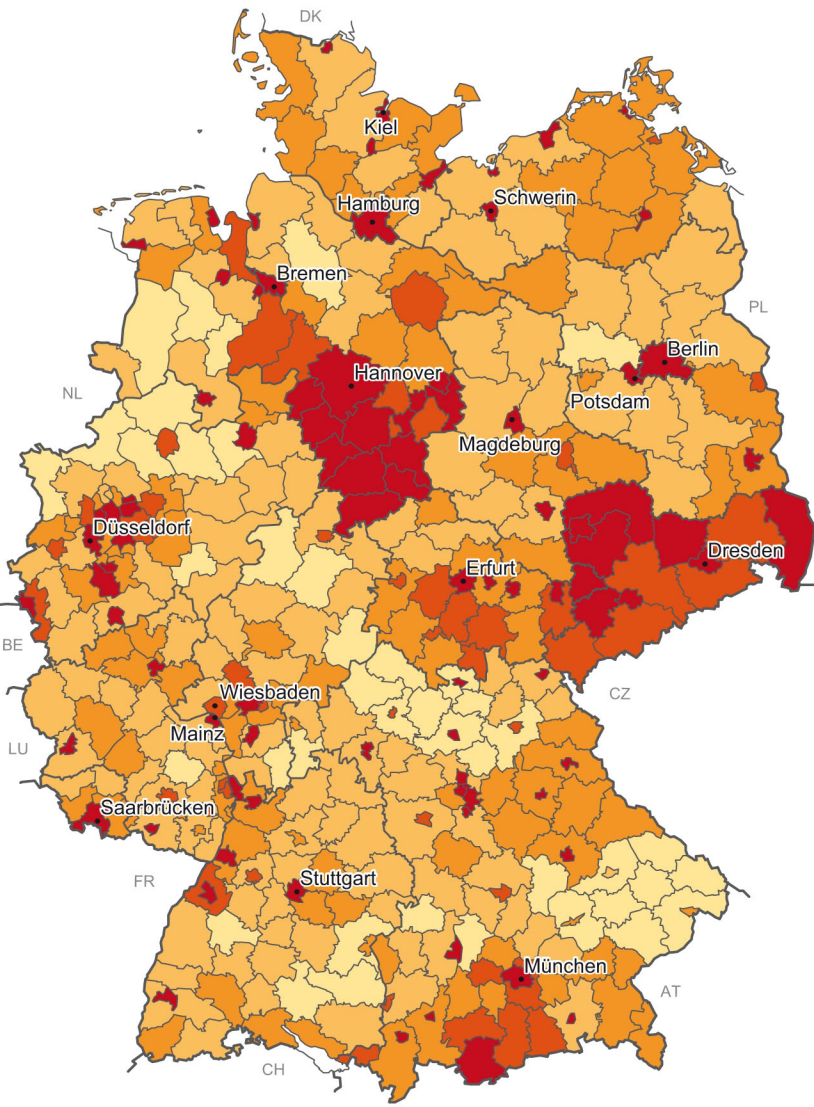 DK
Kiel
Hamburg
Schwerin
Bremen
PL
Berlin
Hannover
NL
Potsdam
Magdeburg
Düsseldorf
Dresden
Erfurt
BE
Wiesbaden
CZ
Mainz
LU
Saarbrücken
FR
Stuttgart
München
AT
CH